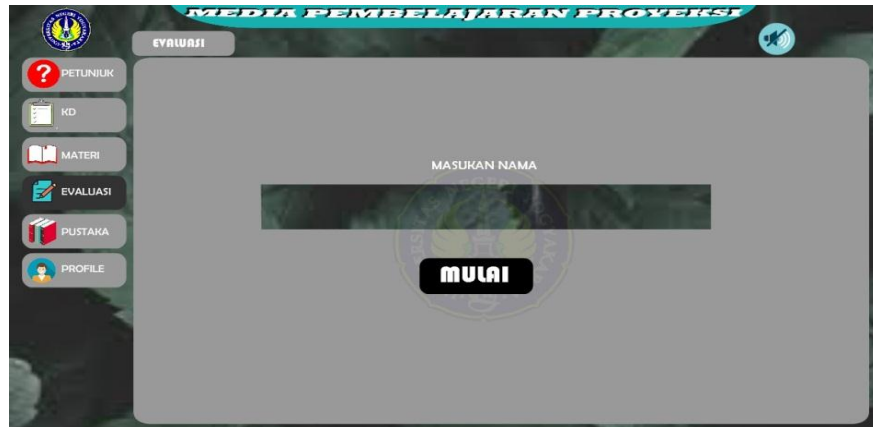 MEDIA PEMBELAJARAN PROYEKSI
EVALUASI
PETUNJUK
KD
MATERI
EVALUASI
PUSTAKA
PROFILE
MASUKAN NAMA
MULAI